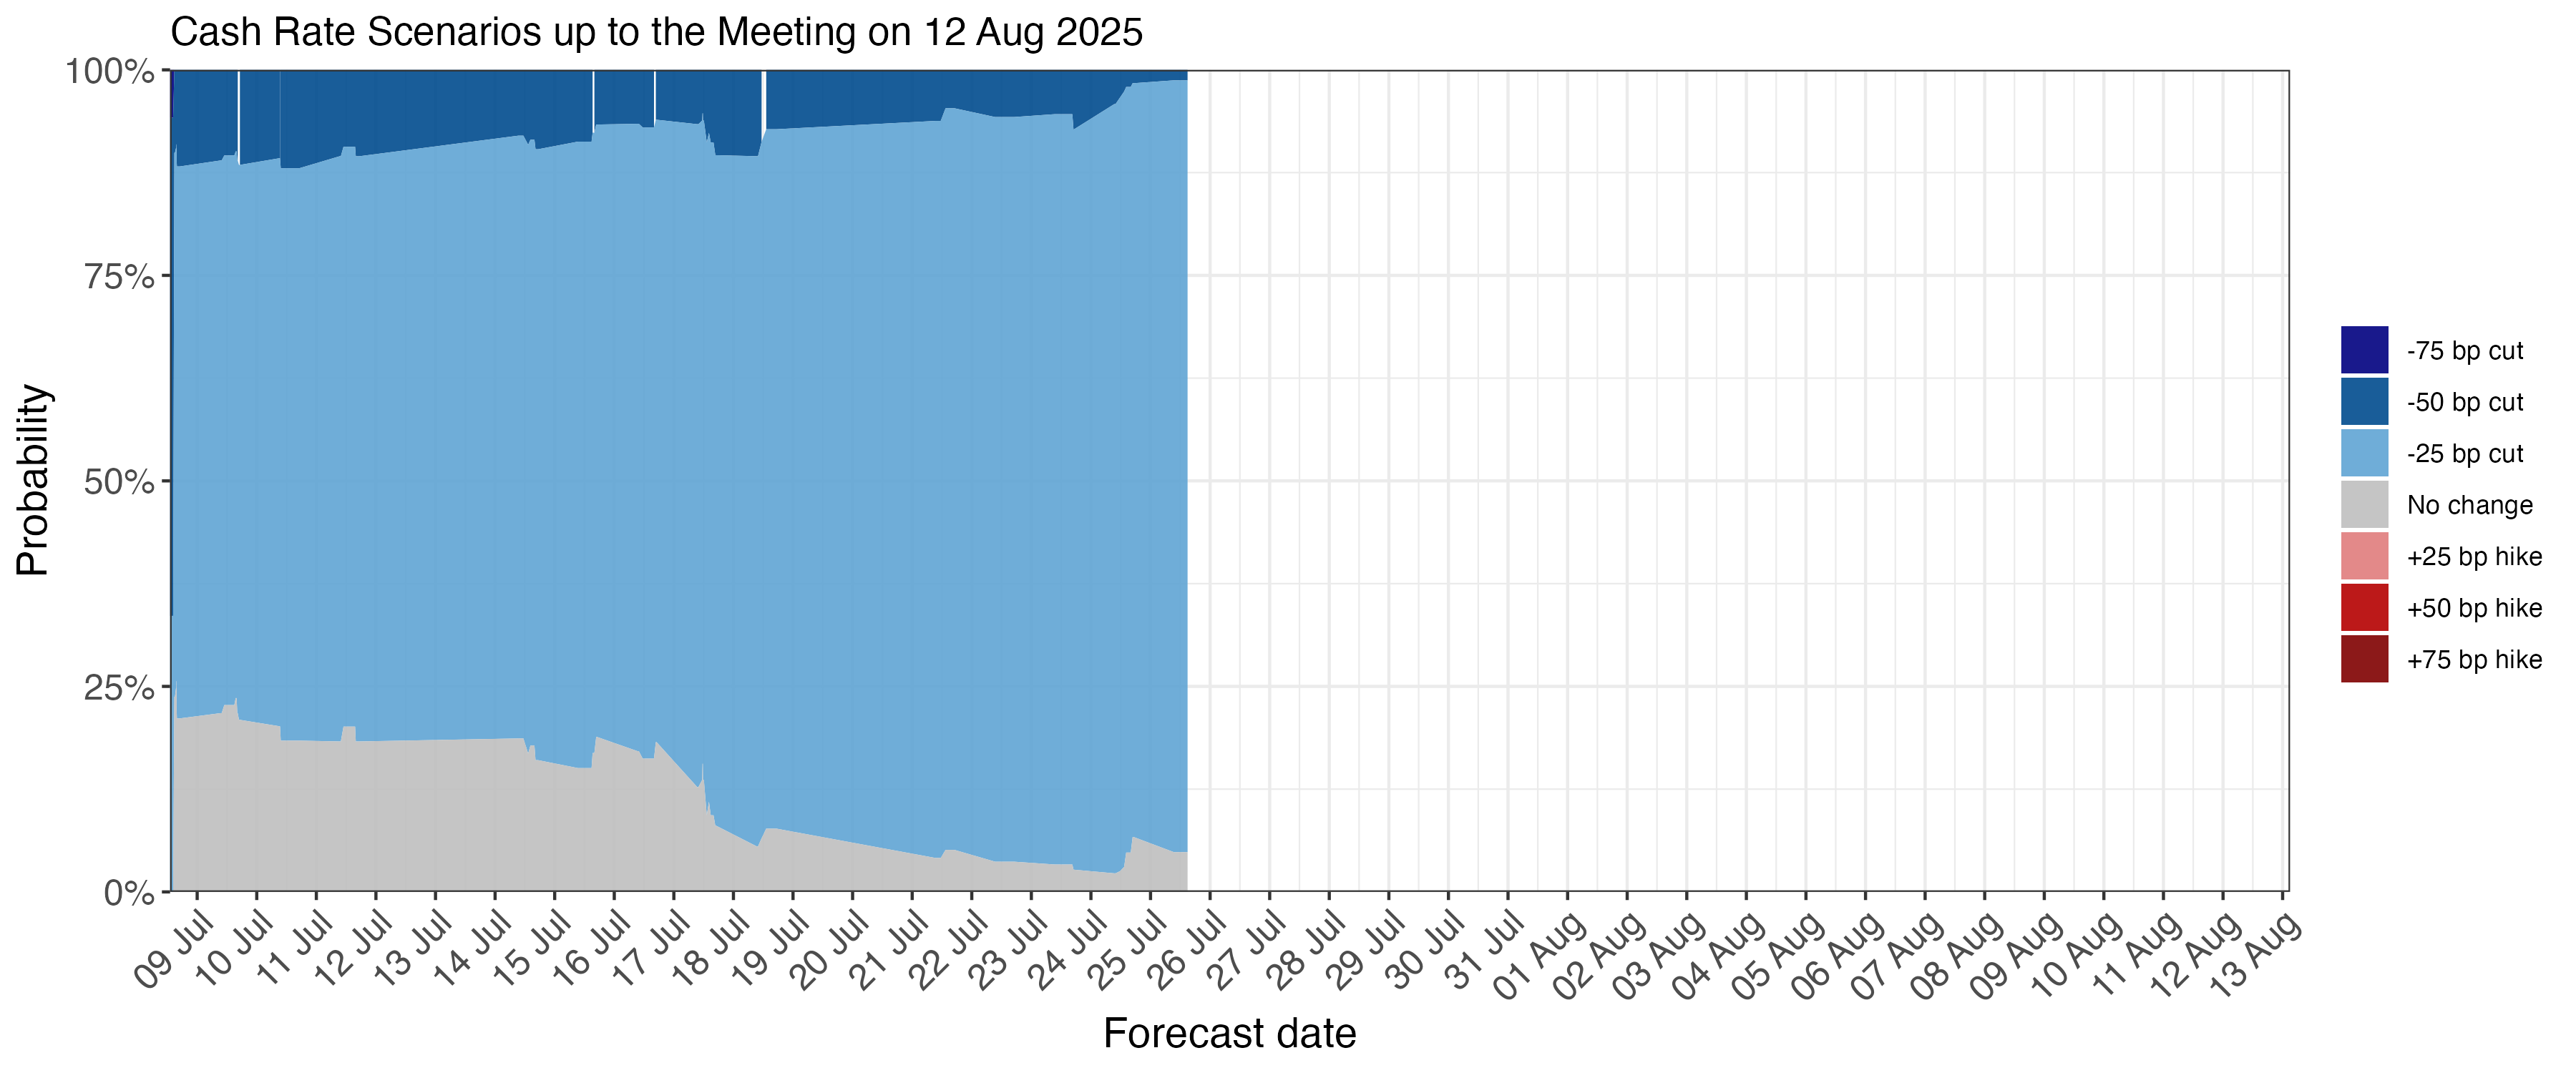 Cash Rate Scenarios up to the Meeting on 12 Aug 2025
100%
75%
50%
25%
0%
Probability
09 Jul
10 Jul
11 Jul
12 Jul
13 Jul
14 Jul
15 Jul
16 Jul
17 Jul
18 Jul
19 Jul
20 Jul
21 Jul
22 Jul
23 Jul
24 Jul
25 Jul
26 Jul
27 Jul
28 Jul
29 Jul
30 Jul
31 Jul
01 Aug
02 Aug
03 Aug
04 Aug
05 Aug
06 Aug
07 Aug
08 Aug
09 Aug
10 Aug
11 Aug
12 Aug
13 Aug
Forecast date
-75 bp cut
-50 bp cut
-25 bp cut
No change
+25 bp hike
+50 bp hike
+75 bp hike